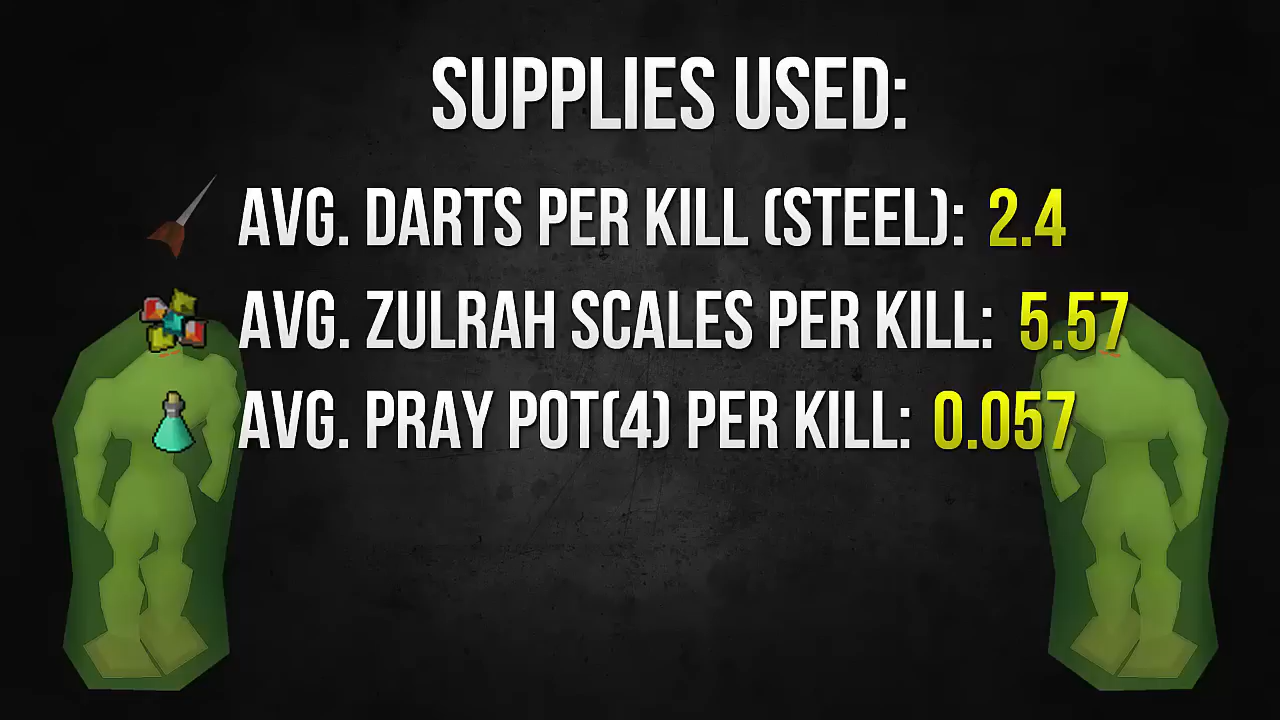 SUPPLIES USED:
AVG. DARTS PER KILL (STEEL): 2.4
AVG. ZULRAH SCALES PER KILL: 5.57
AVG. PRAY POT(4) PER KILL: 0.057